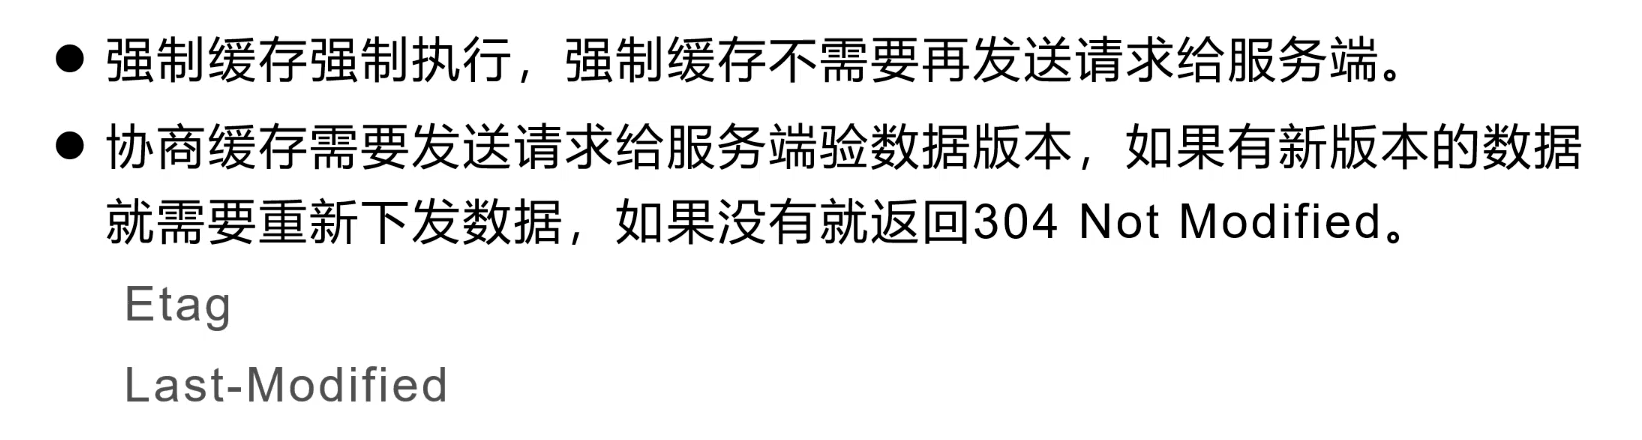 ● 强制缓存强制执行，强制缓存不需要再发送请求给服务端。
● 协商缓存需要发送请求给服务端验数据版本，如果有新版本的数据
就需要重新下发数据，如果没有就返回304 Not Modified。
Etag
Last-Modified